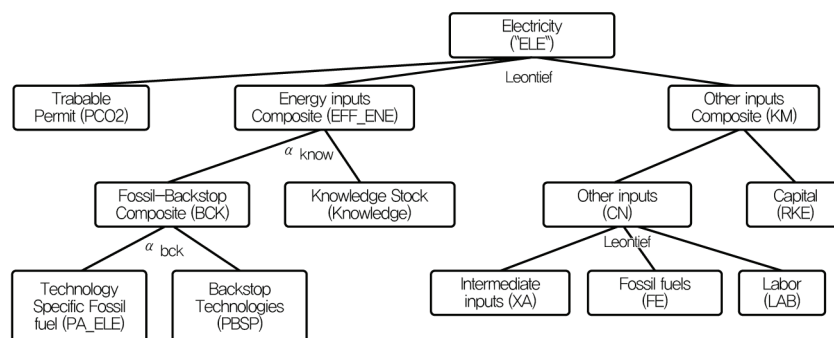 Electricity
("ELE")
Leontief
Trabable
Permit (PCO2)
Energy inputs
Composite (EFF_ENE)
Other inputs
Composite (KM)
α know
Fossil-Backstop
Composite (BCK)
Knowledge Stock
(Knowledge)
Other inputs
(CN)
Capital
(RKE)
α bck
Leontief
Technology
Specific Fossil
fuel (PA_ELE)
Backstop
Technologies
(PBSP)
Intermediate
inputs (XA)
Fossil fuels
(FE)
Labor
(LAB)